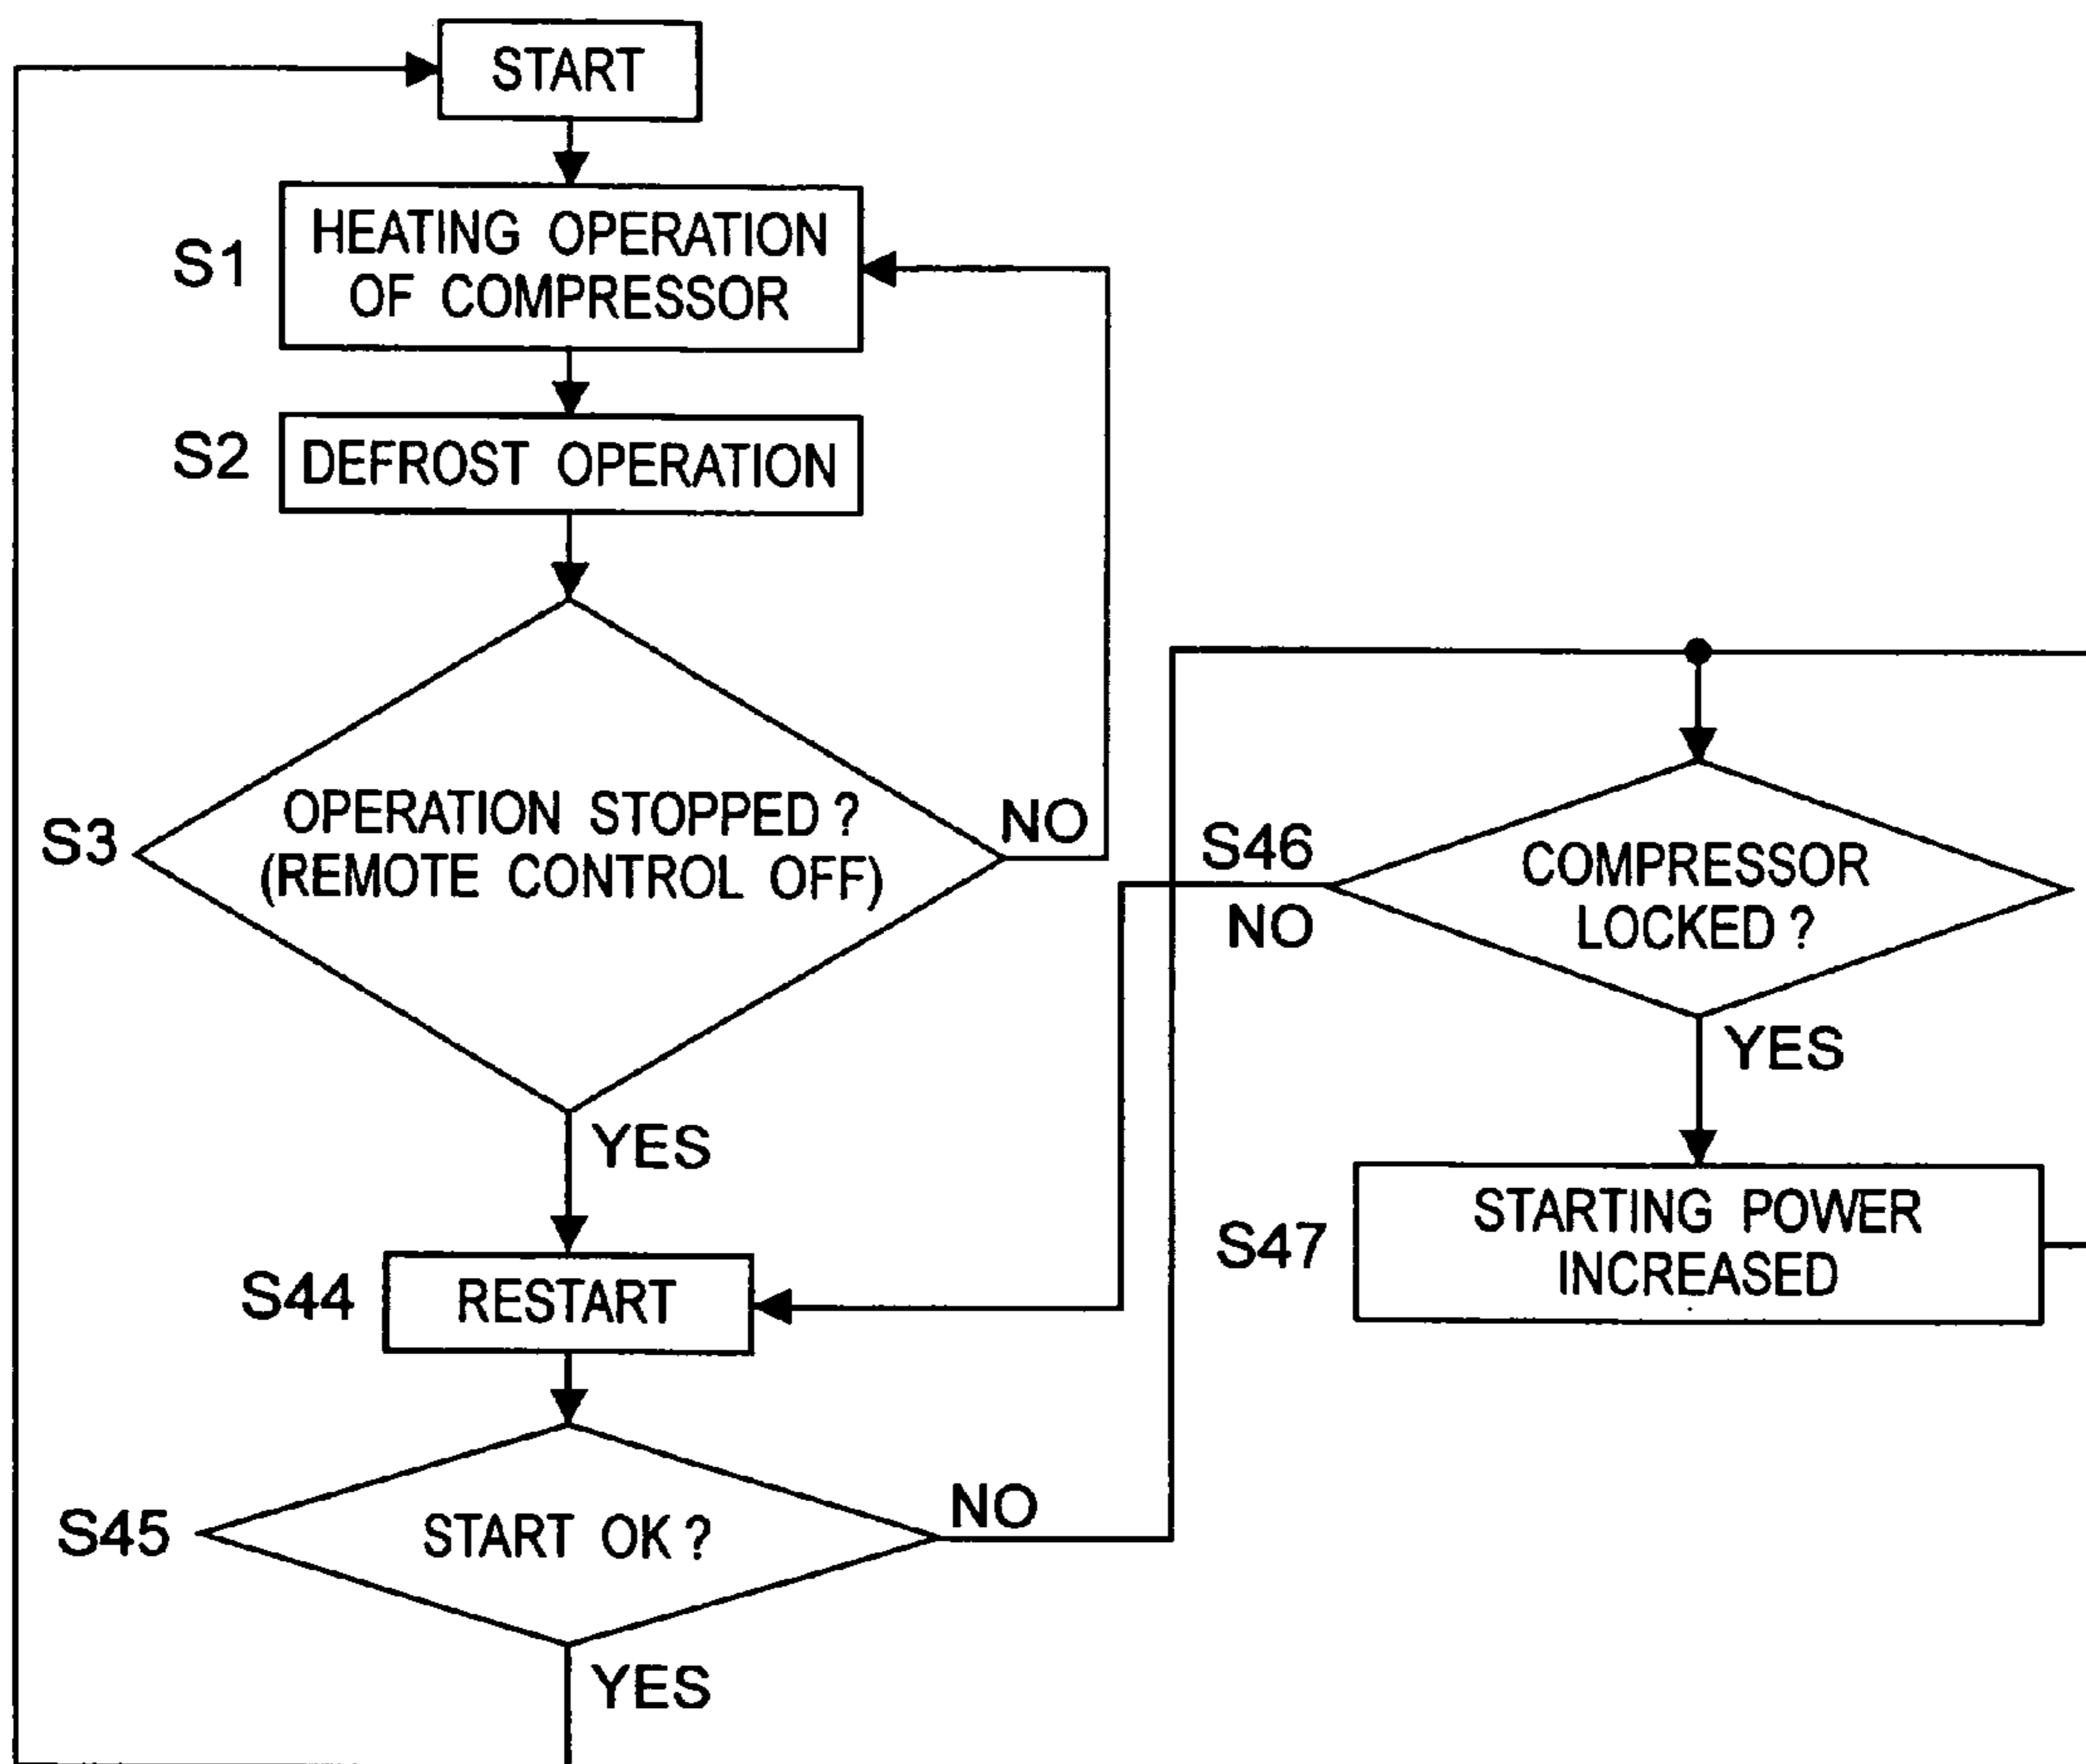 START
S1
HEATING OPERATION
OF COMPRESSOR
S2
DEFROST OPERATION
S3
OPERATION STOPPED ?
(REMOTE CONTROL OFF)
NO
YES
S44
RESTART
S45
START OK ?
NO
YES
S46
NO
COMPRESSOR
LOCKED ?
YES
S47
STARTING POWER
INCREASED